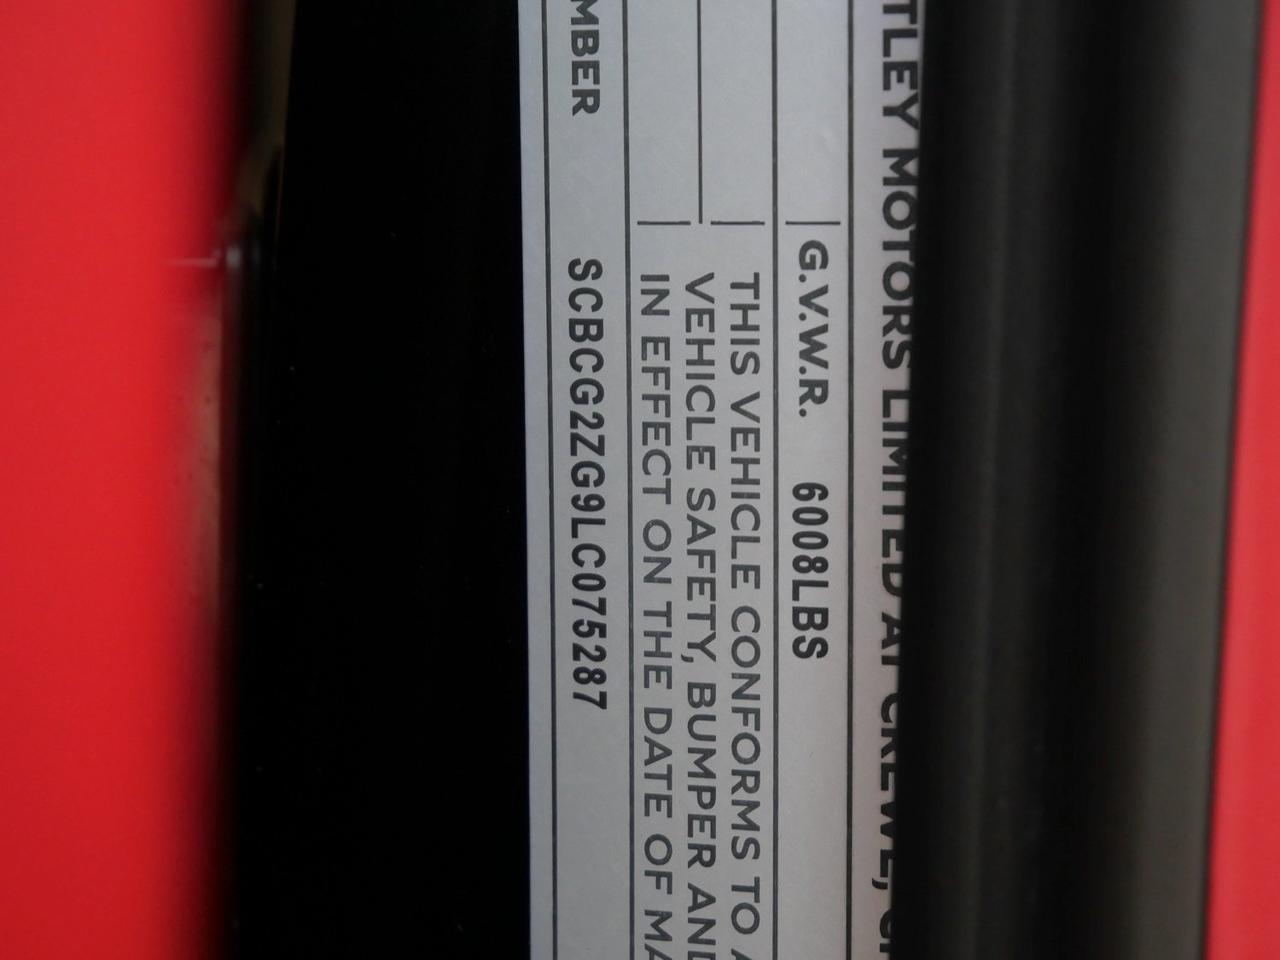 TLEY MOTORS LIMITED AT CREWE,
G.V.W.R. 6008LBS
THIS VEHICLE CONFORMS TO A
VEHICLE SAFETY, BUMPER AND
IN EFFECT ON THE DATE OF MA
MBER SCBCG2ZG9LC075287